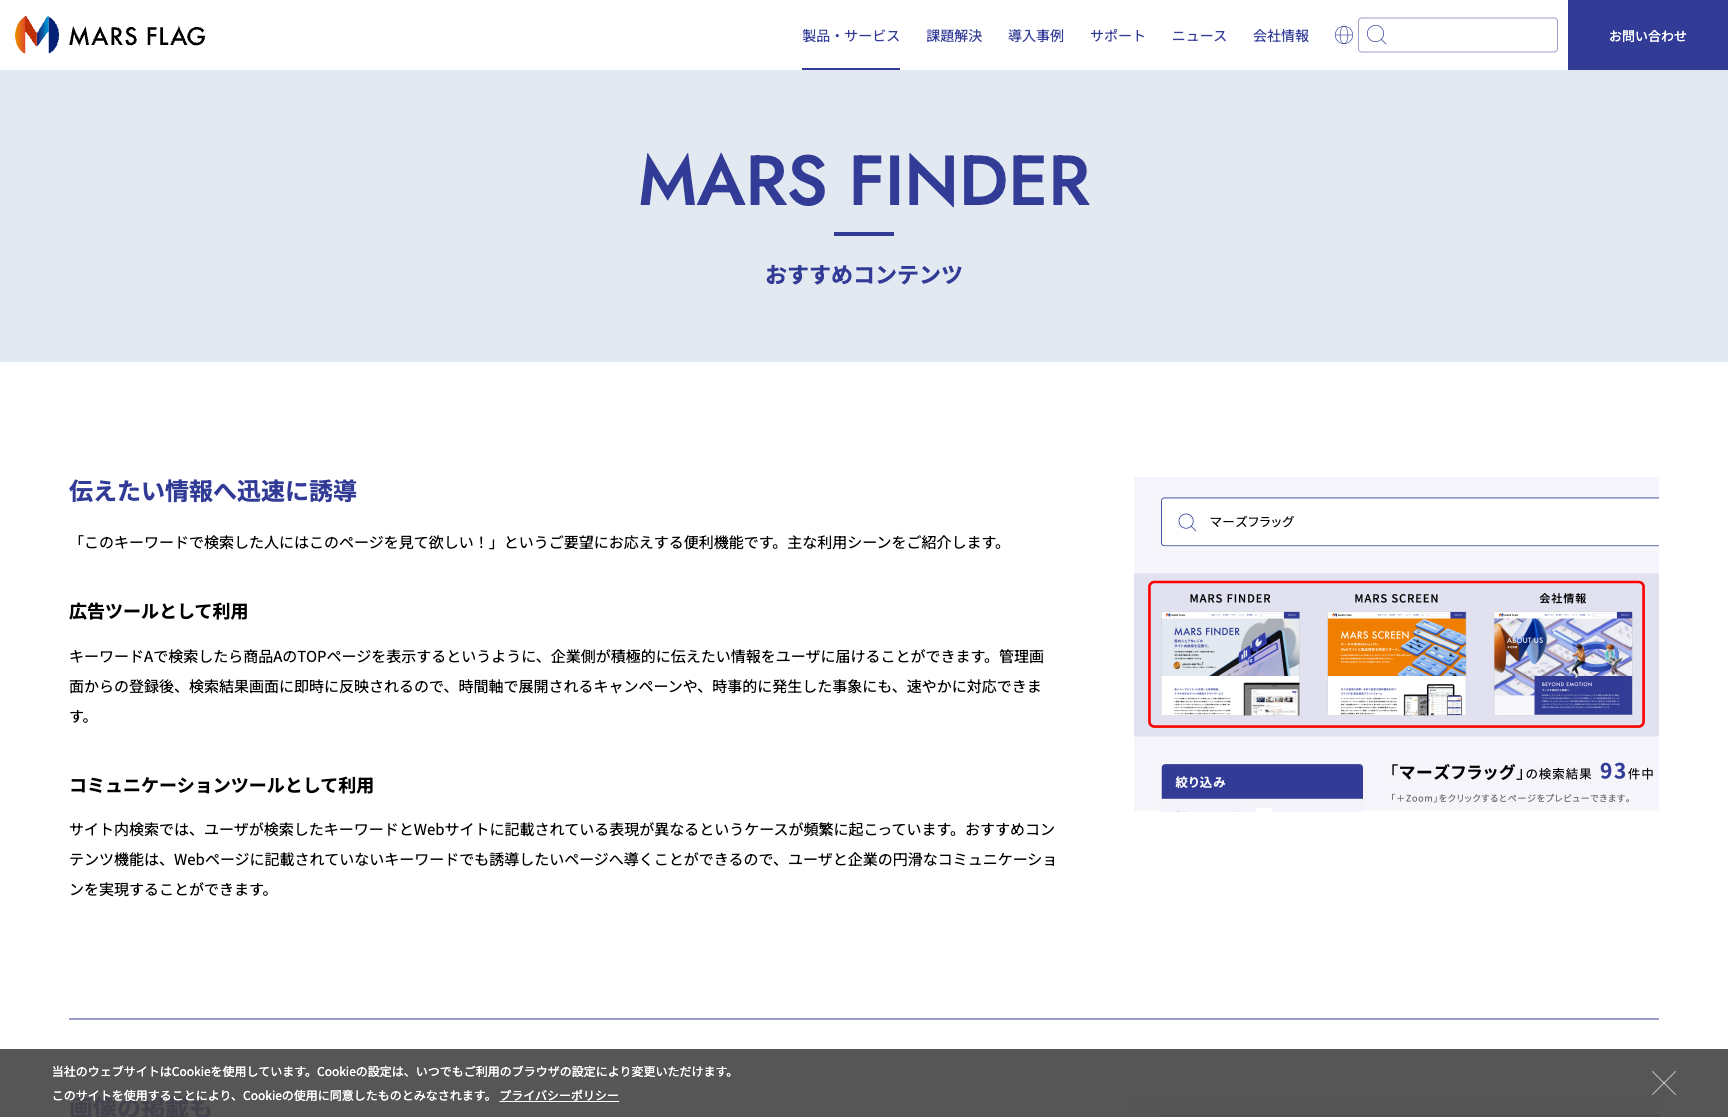 MARS FLAG
製品・サービス 課題解決 導入事例 サポート ニュース 会社情報 お問い合わせ
MARS FINDER
おすすめコンテンツ
伝えたい情報へ迅速に誘導
「このキーワードで検索した人にはこのページを見て欲しい！」というご要望にお応えする便利機能です。主な利用シーンをご紹介します。
広告ツールとして利用
キーワードAで検索したら商品AのTOPページを表示するというように、企業側が積極的に伝えたい情報をユーザに届けることができます。管理画
面からの登録後、検索結果画面に即時に反映されるので、時間軸で展開されるキャンペーンや、時事的に発生した事象にも、速やかに対応できま
す。
コミュニケーションツールとして利用
サイト内検索では、ユーザが検索したキーワードとWebサイトに記載されている表現が異なるというケースが頻繁に起こっています。おすすめコン
テンツ機能は、Webページに記載されていないキーワードでも誘導したいページへ導くことができるので、ユーザと企業の円滑なコミュニケーショ
ンを実現することができます。
マーズフラッグ
MARS FINDER MARS SCREEN 会社情報
MARS FINDER MARS SCREEN ABOUT US
BEYOND EMOTION
絞り込み
「マーズフラッグ」の検索結果 93件中
「＋Zoom」をクリックするとページをプレビューできます。
画像の掲載も
当社のウェブサイトはCookieを使用しています。Cookieの設定は、いつでもご利用のブラウザの設定により変更いただけます。
このサイトを使用することにより、Cookieの使用に同意したものとみなされます。 プライバシーポリシー